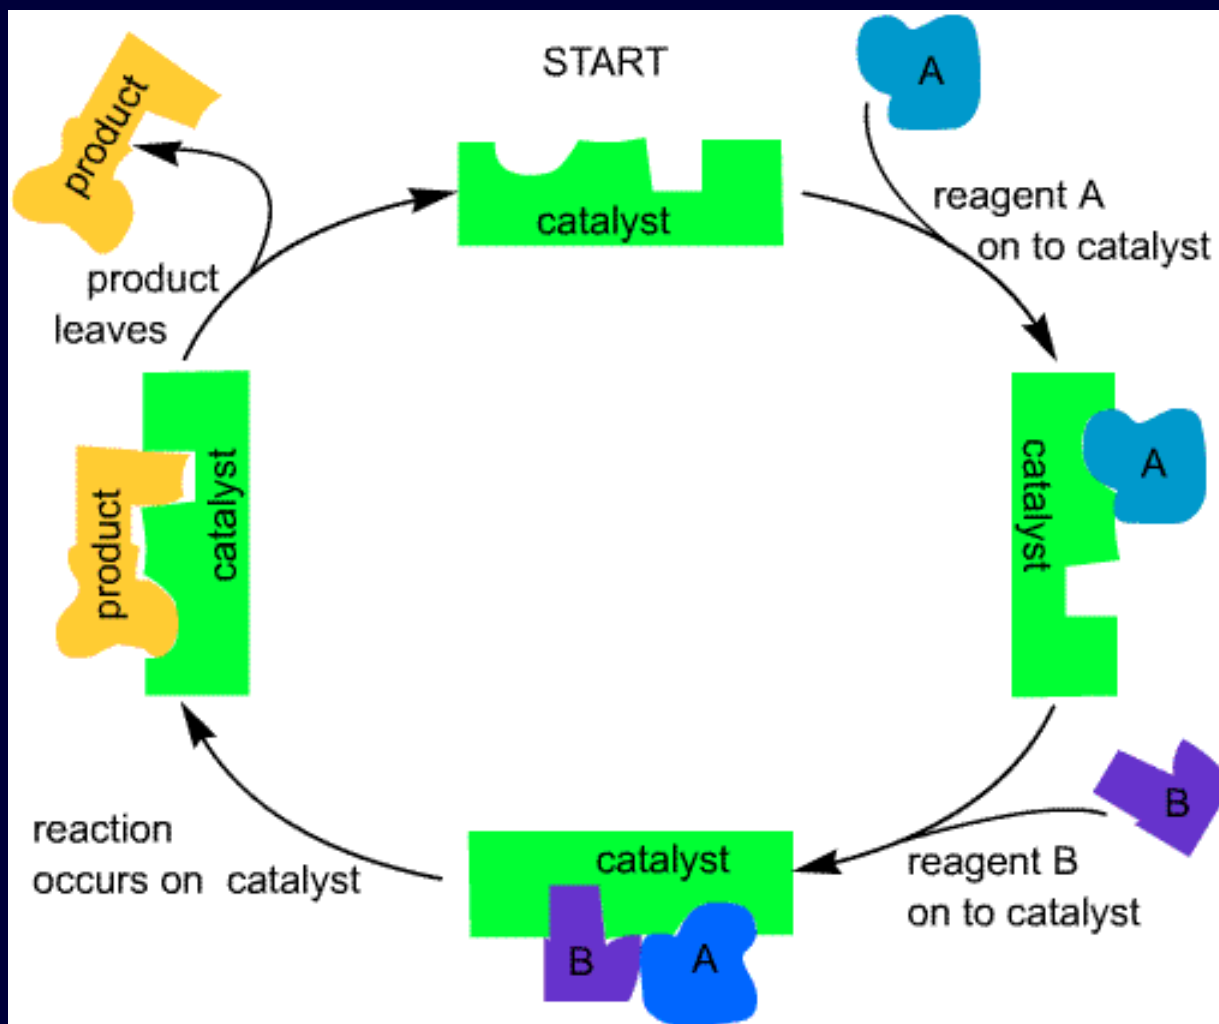 START
A
product
catalyst
reagent A
on to catalyst
product
leaves
catalyst
A
catalyst
product
reaction
occurs on catalyst
catalyst
B
A
B
reagent B
on to catalyst